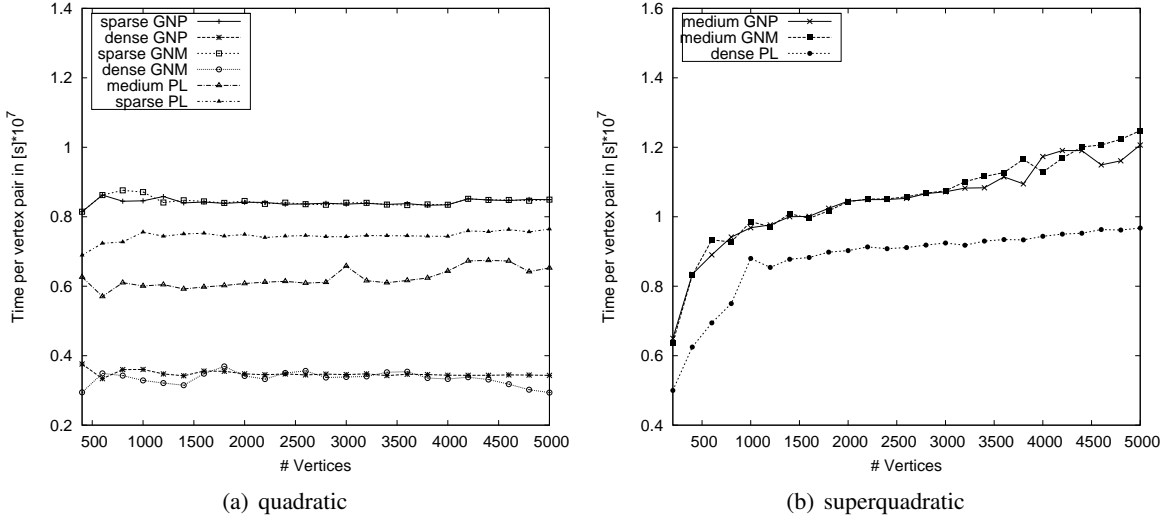 1.6
1.4
1.2
1
0.8
0.6
0.4
0.2
500 1000 1500 2000 2500 3000 3500 4000 4500 5000
Time per vertex pair in [s]*10^7
# Vertices
sparse GNP
dense GNP
sparse GNM
dense GNM
medium PL
sparse PL
(a) quadratic
1.6
1.4
1.2
1
0.8
0.6
0.4
500 1000 1500 2000 2500 3000 3500 4000 4500 5000
Time per vertex pair in [s]*10^7
# Vertices
medium GNP
medium GNM
dense PL
(b) superquadratic